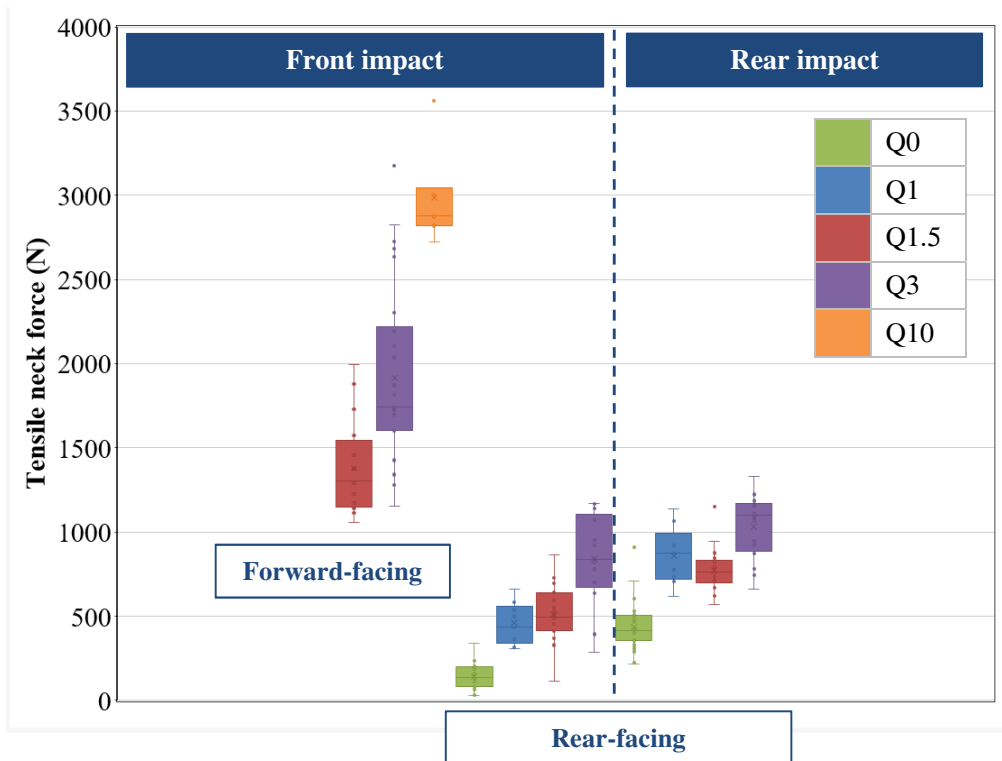 4000
Front impact
Rear impact
3500
Q0
Q1
3000
Q1.5
Q3
2500
Q10
2000
Tensile neck force (N)
1500
1000
Forward-facing
500
0
Rear-facing